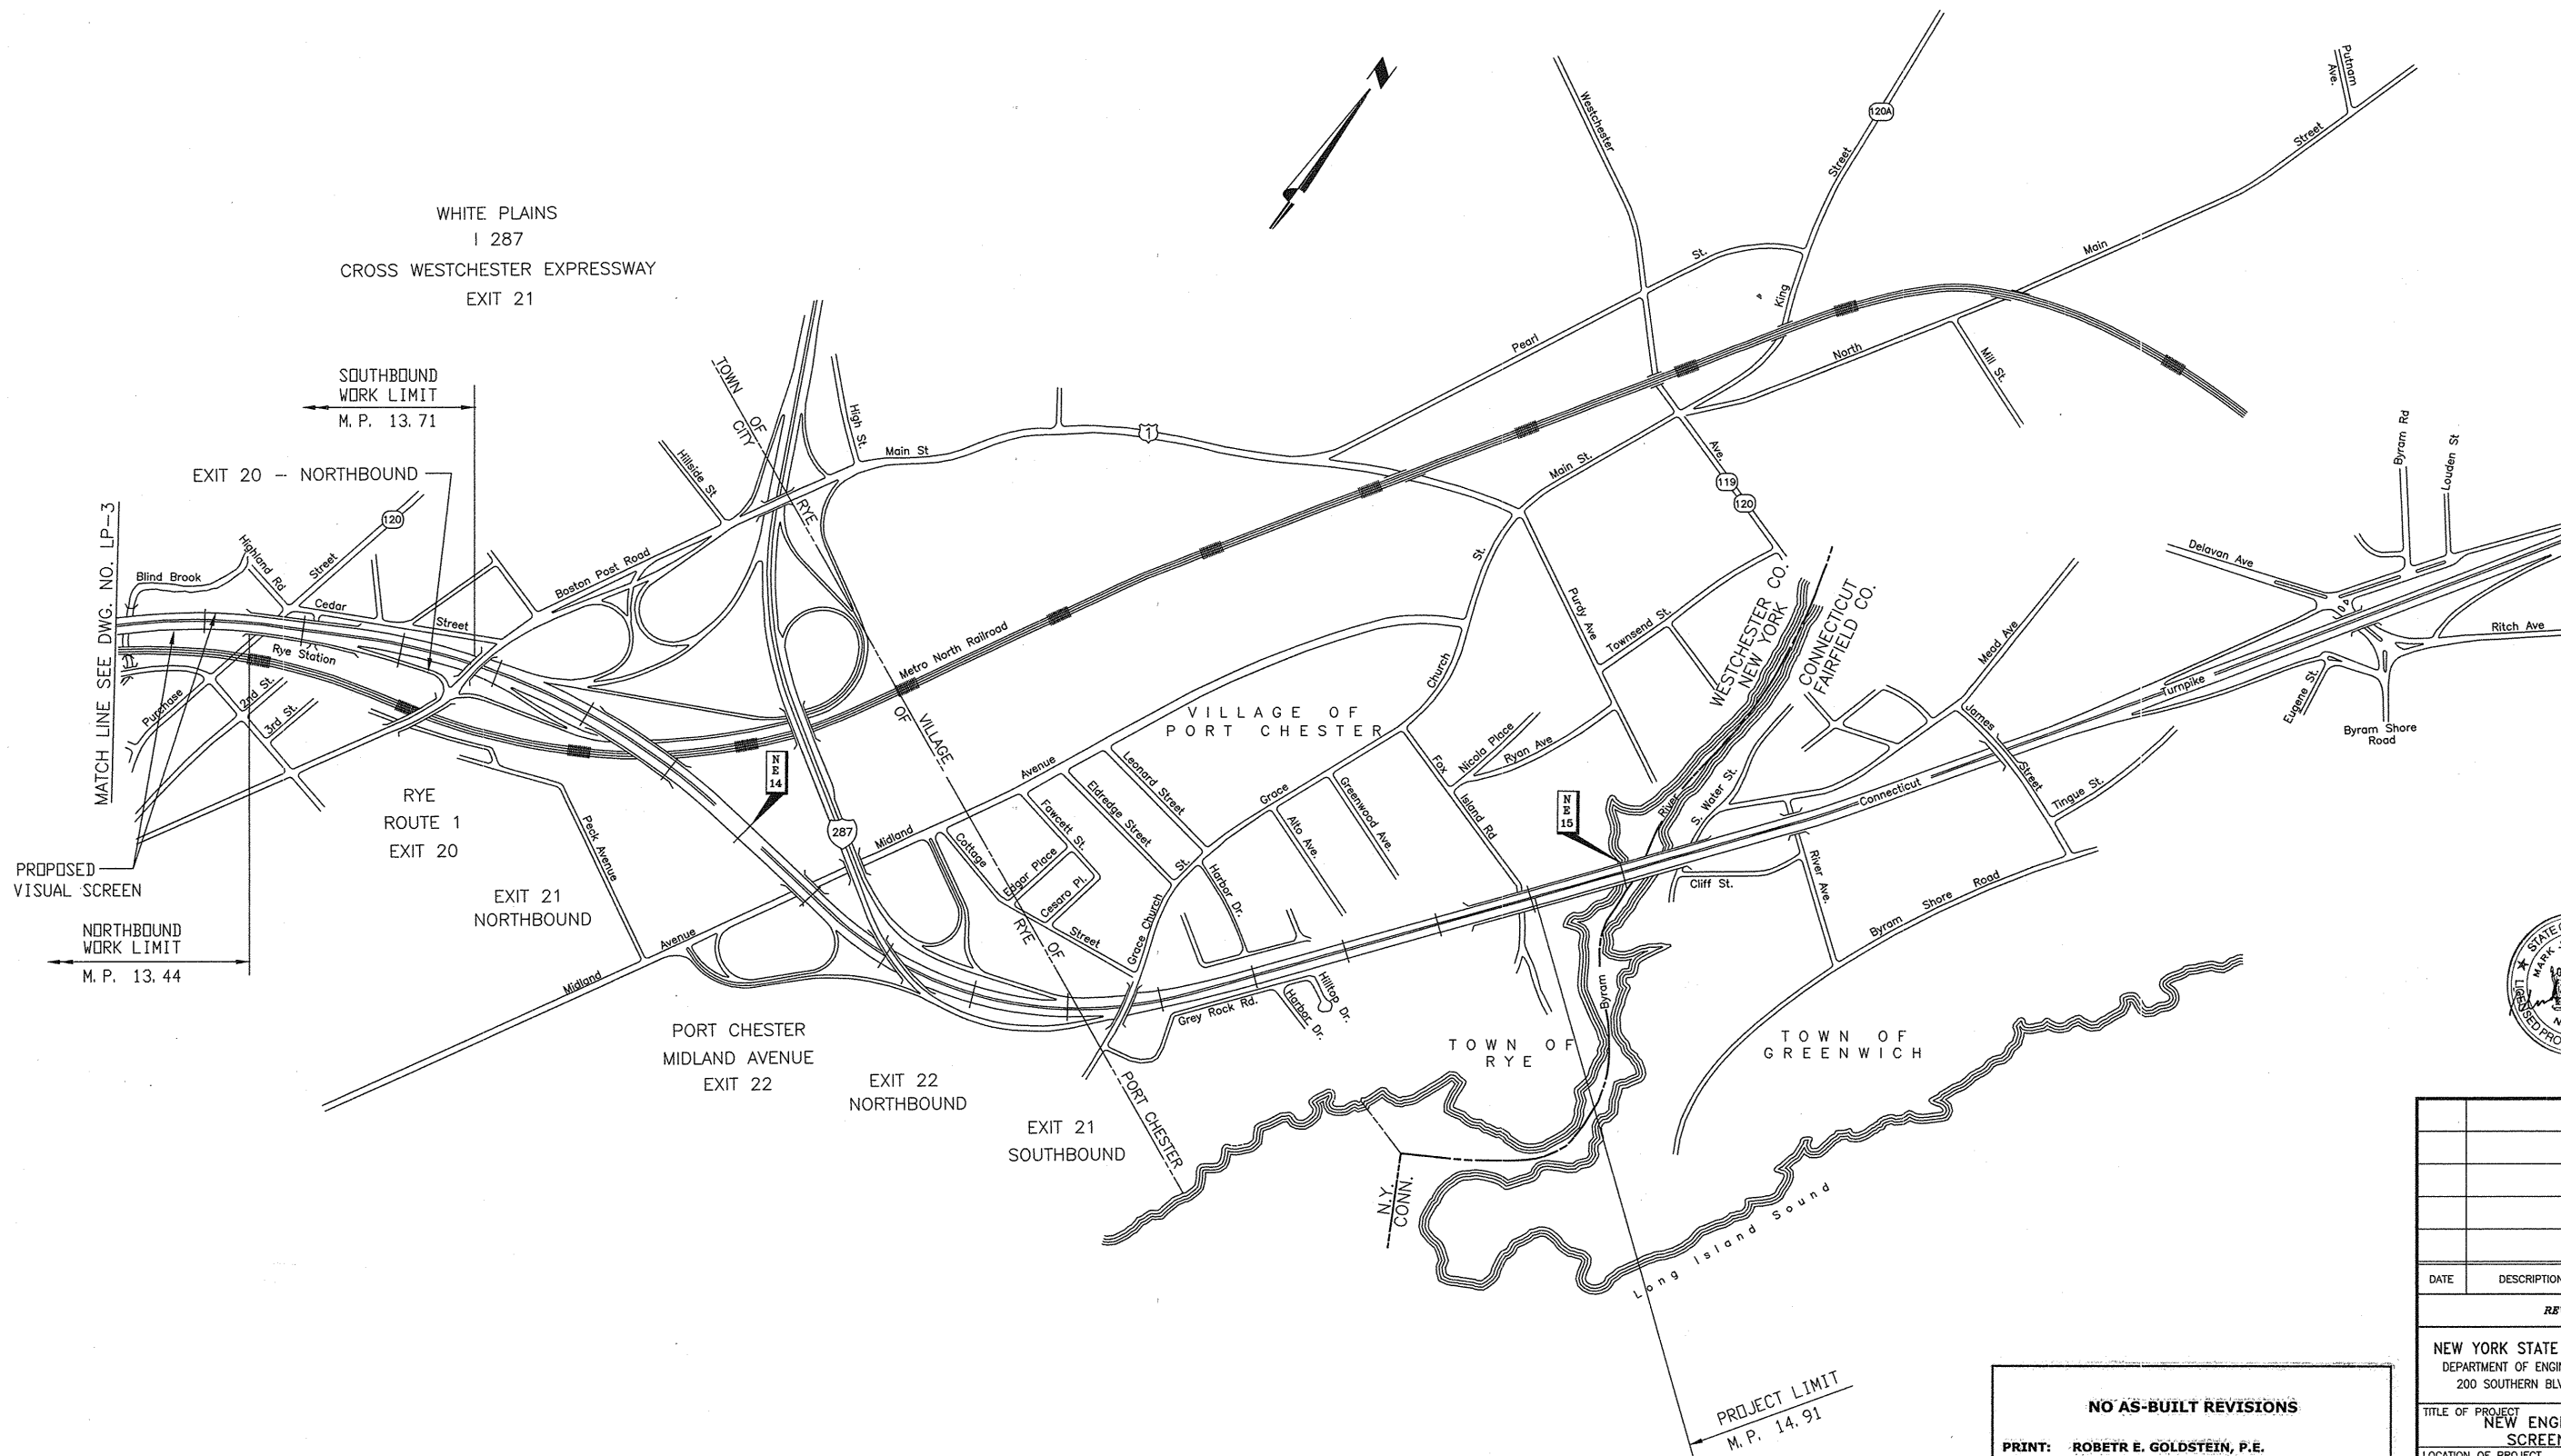 WHITE PLAINS
I 287
CROSS WESTCHESTER EXPRESSWAY
EXIT 21
SOUTHBOUND
WORK LIMIT
M.P. 13.71
EXIT 20 - NORTHBOUND
MATCH LINE SEE DWG. NO. LP-3
Blind Brook
Highland Rd
Street
120
Cedar
Street
Rye Station
Purchase
2nd St.
3rd St.
PROPOSED
VISUAL SCREEN
NORTHBOUND
WORK LIMIT
M.P. 13.44
RYE
ROUTE 1
EXIT 20
EXIT 21
NORTHBOUND
Peck Avenue
Boston Post Road
Hillside St
TOWN OF RYE
CITY OF RYE
VILLAGE OF PORT CHESTER
High St.
Main St
1
Metro North Railroad
N
E
14
287
Midland
Avenue
Midland
Avenue
PORT CHESTER
MIDLAND AVENUE
EXIT 22
EXIT 22
NORTHBOUND
EXIT 21
SOUTHBOUND
Cottage
Street
Edgar Place
Cesaro Pl.
Fawcett St.
Eldredge Street
Leonard Street
VILLAGE OF
PORT CHESTER
Grace
Church
St.
Grace Church
St.
Harbor Dr.
Alto Ave.
Greenwood Ave.
Grey Rock Rd.
Harbor Dr.
Hilltop Dr.
Fox
Island Rd
Nicola Place
Ryan Ave
N
Pearl
St.
Westchester
Ave.
119
120
120A
King
Street
Main St.
North
Main
Street
Mill St.
Putnam
Ave.
Purdy Ave
Townsend St.
WESTCHESTER CO.
NEW YORK
CONNECTICUT
FAIRFIELD CO.
N
E
15
Byram
River
S. Water St.
Cliff St.
River Ave.
Byram Shore Road
Mead Ave
James
Street
Tingue St.
Connecticut
Turnpike
Delavan Ave
Byram Rd
Louden St
Ritch Ave
Eugene St.
Byram Shore
Road
TOWN OF
RYE
TOWN OF
GREENWICH
N.Y.
CONN.
Long Island Sound
PROJECT LIMIT
M.P. 14.91
DATE
DESCRIPTION
NEW YORK STATE
200 SOUTHERN
TITLE OF PROJECT
LOCATION OF PROJECT
NO AS-BUILT REVISIONS
PRINT: ROBETR E. GOLDSTEIN, P.E.